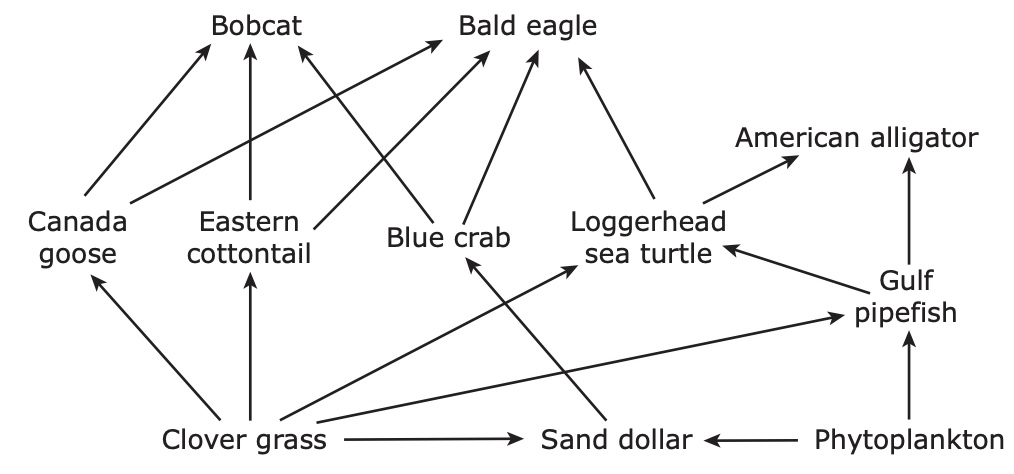 Bobcat
Bald eagle
American alligator
Canada
goose
Eastern
cottontail
Blue crab
Loggerhead
sea turtle
Gulf
pipefish
Clover grass
Sand dollar
Phytoplankton